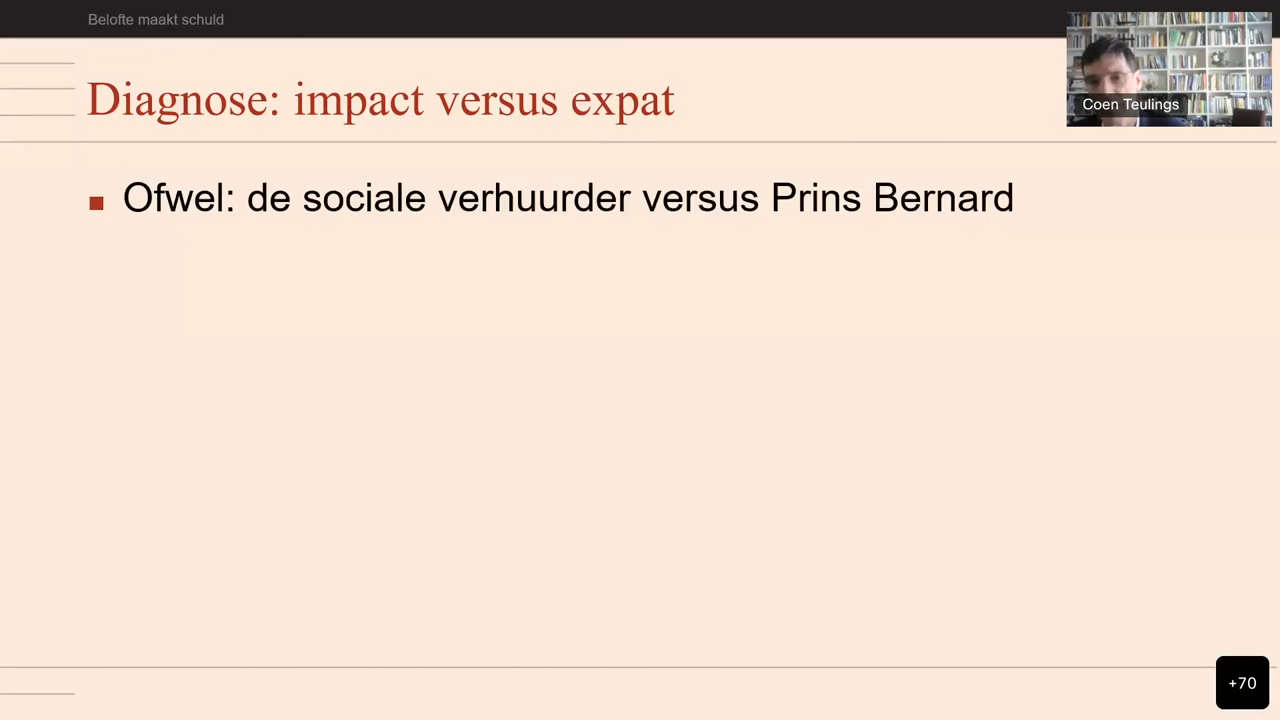 Belofte maakt schuld
Diagnose: impact versus expat
Coen Teulings
Ofwel: de sociale verhuurder versus Prins Bernard
+70